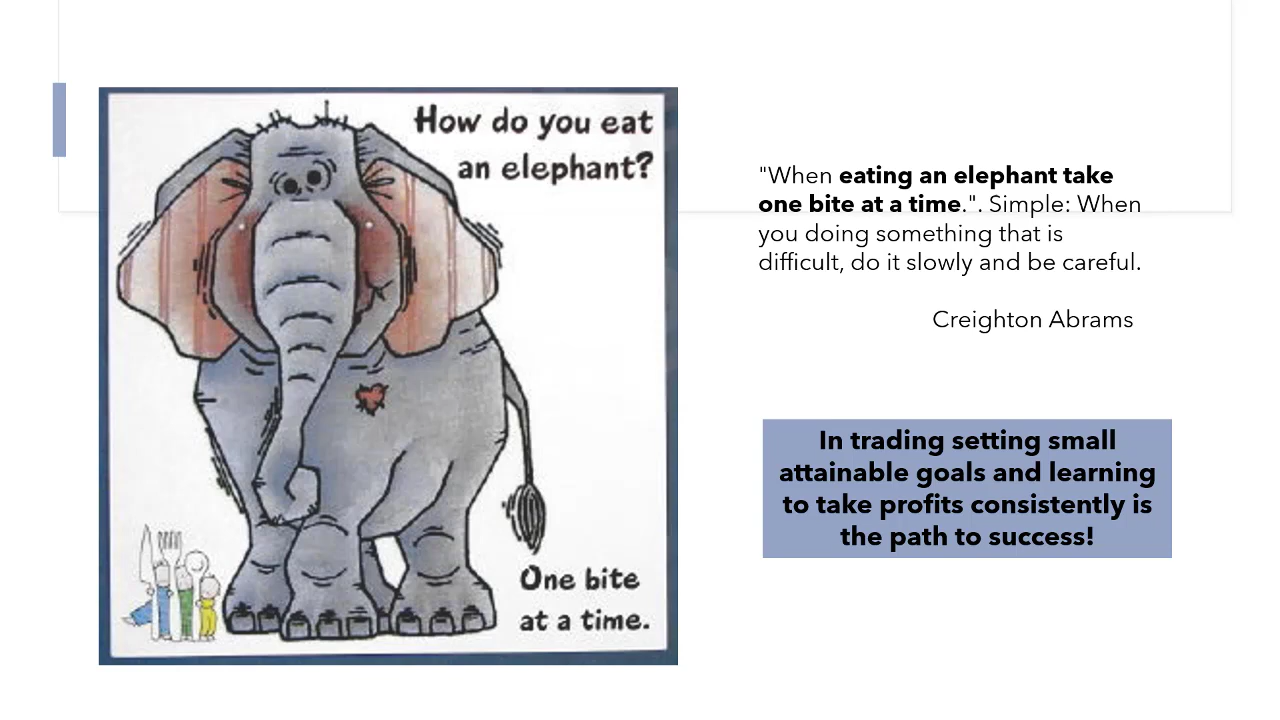 How do you eat
an elephant?
One bite
at a time.
"When eating an elephant take
one bite at a time.". Simple: When
you doing something that is
difficult, do it slowly and be careful.
Creighton Abrams
In trading setting small
attainable goals and learning
to take profits consistently is
the path to success!